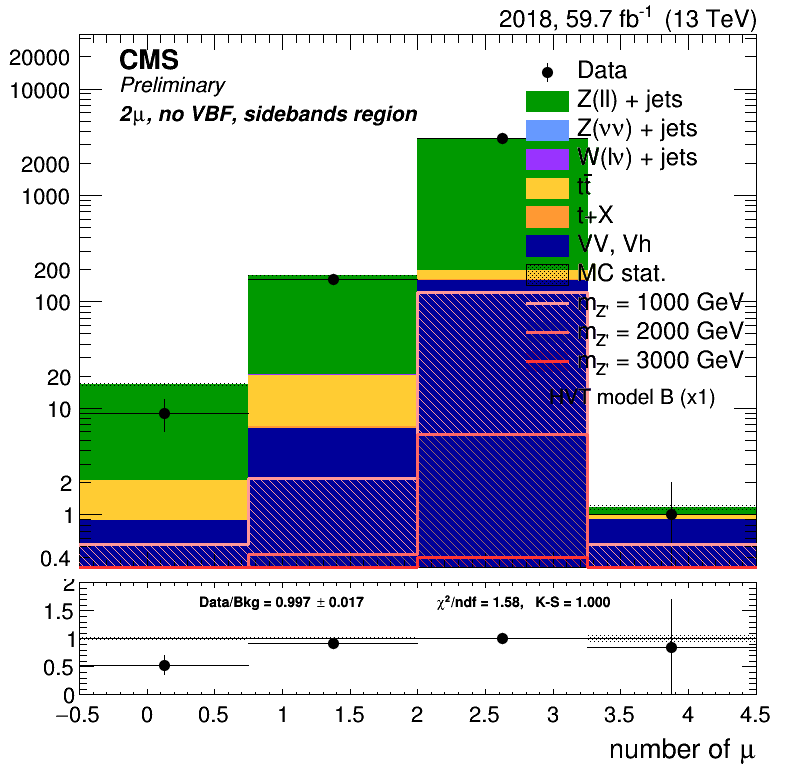 2018, 59.7 fb⁻¹ (13 TeV)
CMS
Preliminary
2μ, no VBF, sidebands region
Data
Z(ll) + jets
Z(νν) + jets
W(lν) + jets
tt̄
t+X
VV, Vh
MC stat.
m_Z' = 1000 GeV
m_Z' = 2000 GeV
m_Z' = 3000 GeV
HVT model B (x1)
20000
10000
2000
1000
200
100
20
10
2
1
0.4
Data/Bkg = 0.997 ± 0.017
χ²/ndf = 1.58, K-S = 1.000
2
1.5
1
0.5
0
−0.5 0 0.5 1 1.5 2 2.5 3 3.5 4 4.5
number of μ